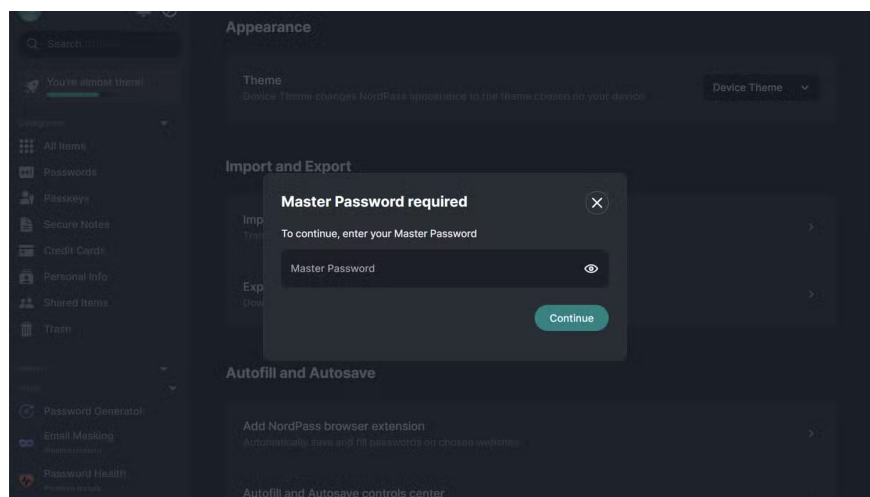 Search
You're almost there!
All Items
Passwords
Passkeys
Secure Notes
Credit Cards
Personal Info
Shared Items
Trash
Password Generator
Email Masking
Password Health
Appearance
Theme
Device Theme changes NordPass appearance to the theme chosen on your device
Device Theme
Import and Export
Imp
Exp
Dow
Master Password required
To continue, enter your Master Password
Master Password
Continue
Autofill and Autosave
Add NordPass browser extension
Automatically save and fill passwords on chosen websites
Autofill and Autosave controls center